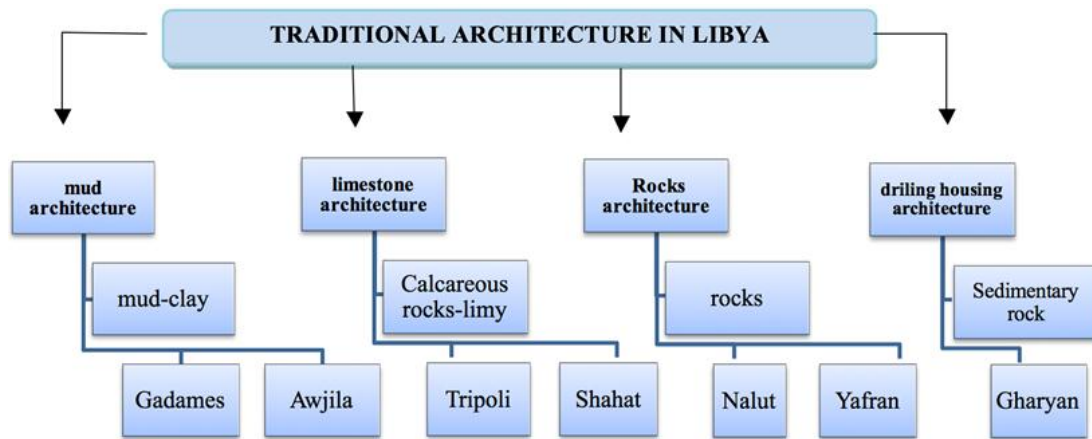 TRADITIONAL ARCHITECTURE IN LIBYA
mud
architecture
limestone
architecture
Rocks
architecture
driling housing
architecture
mud-clay
Calcareous
rocks-limy
rocks
Sedimentary
rock
Gadames
Awjila
Tripoli
Shahat
Nalut
Yafran
Gharyan